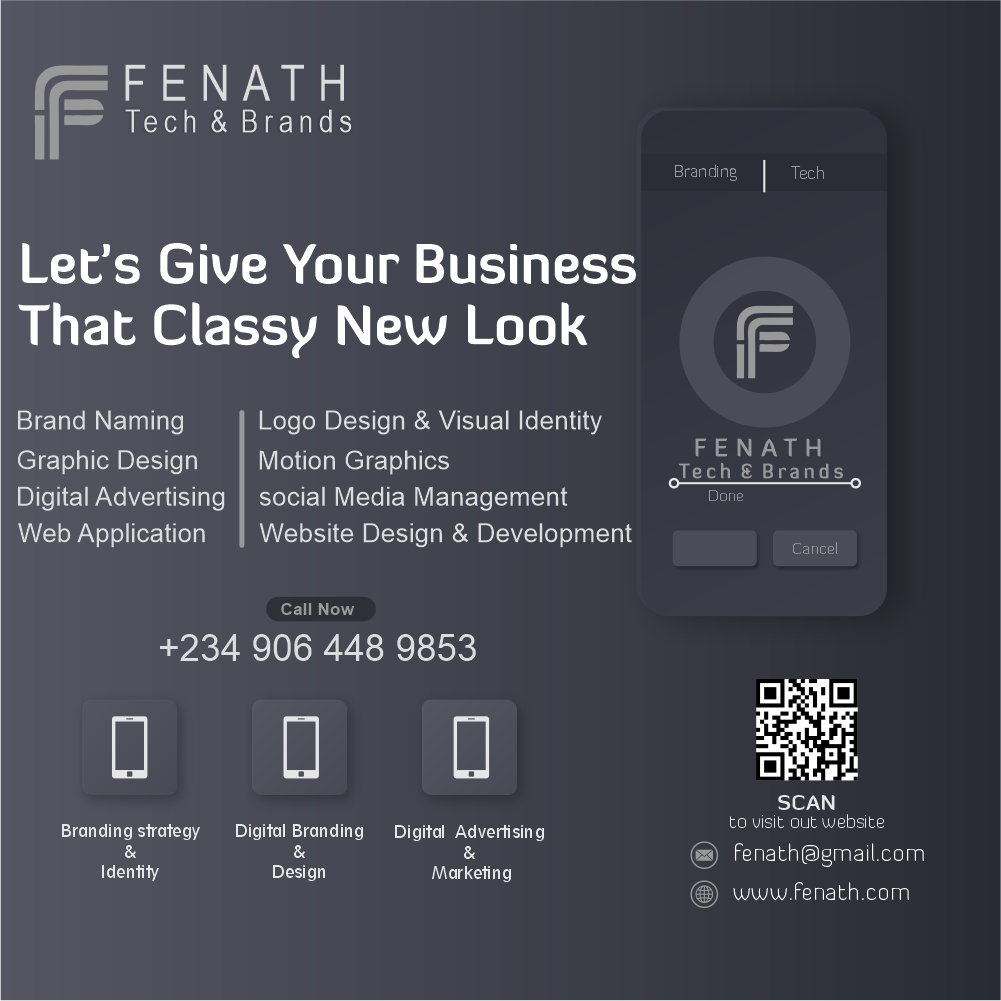 FENATH
Tech & Brands
Branding
Tech
Let's Give Your Business
That Classy New Look
Brand Naming
Graphic Design
Digital Advertising
Web Application
Logo Design & Visual Identity
Motion Graphics
social Media Management
Website Design & Development
FENATH
Tech & Brands
Done
Cancel
Call Now
+234 906 448 9853
Branding strategy
&
Identity
Digital Branding
&
Design
Digital Advertising
&
Marketing
SCAN
to visit out website
fenath@gmail.com
www.fenath.com